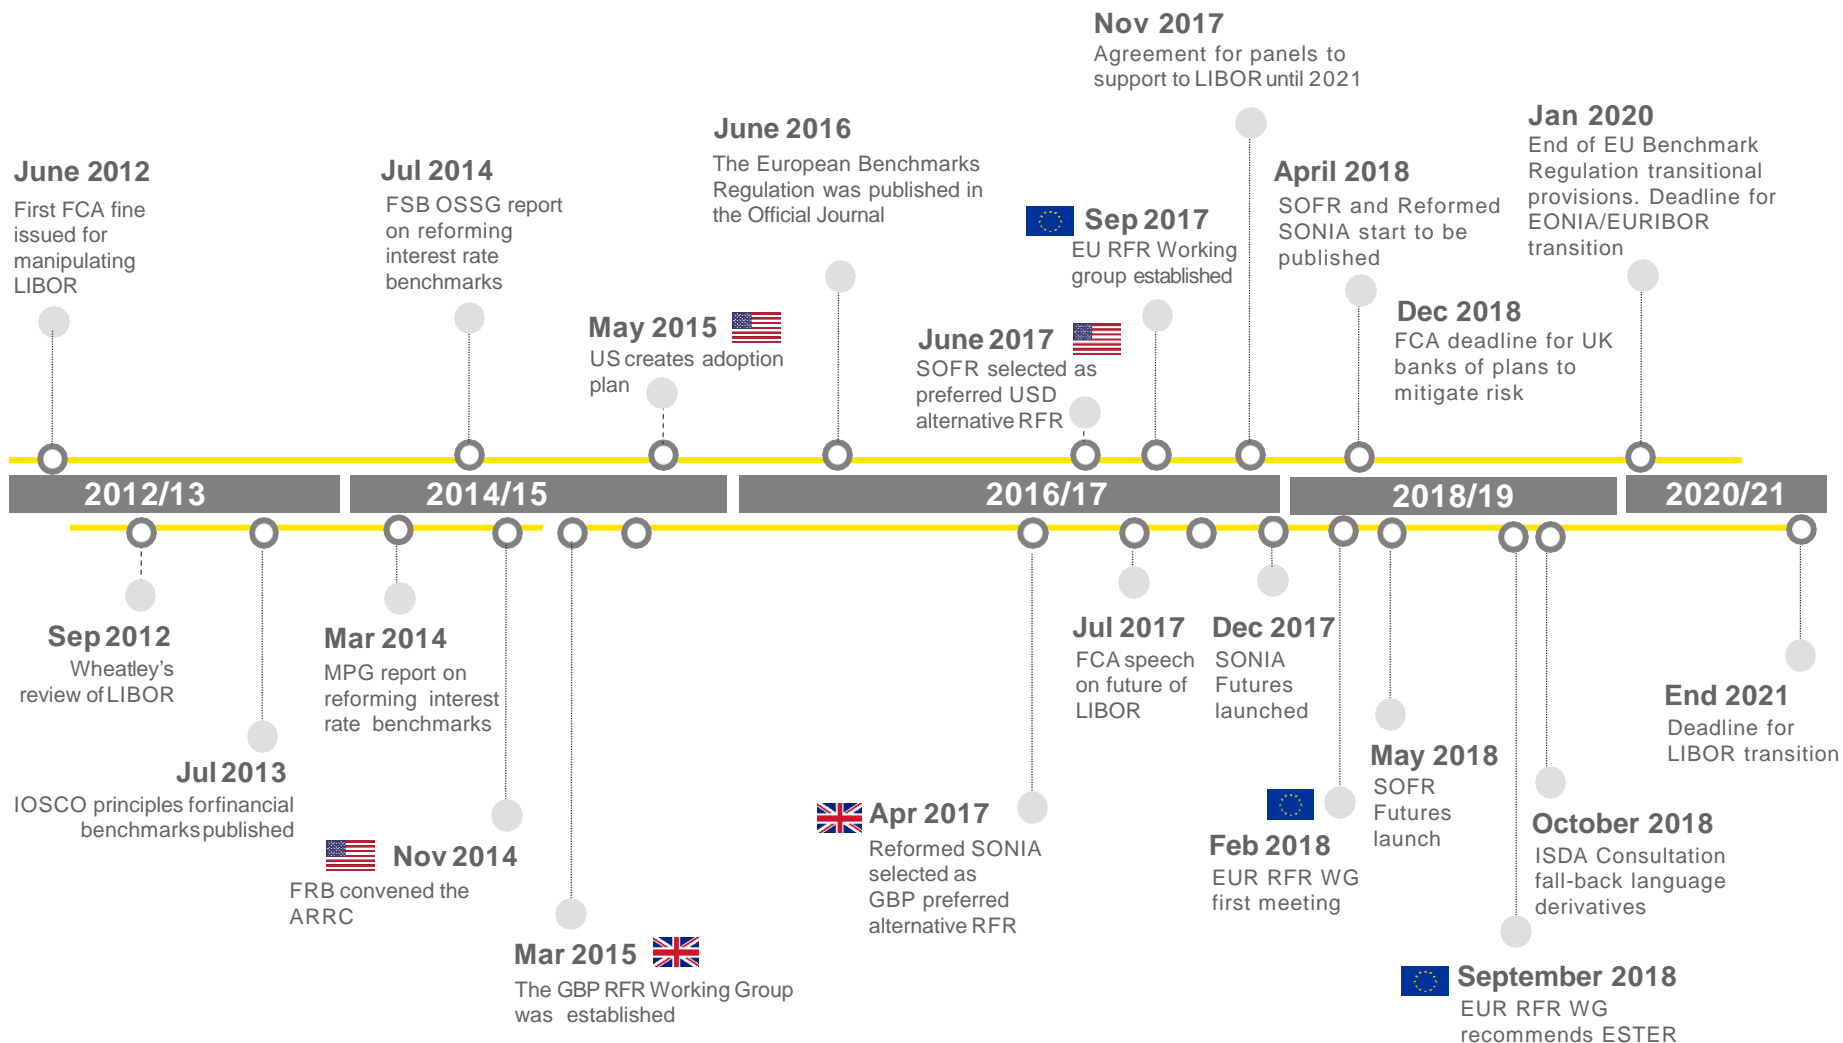 Nov 2017
Agreement for panels to
support to LIBOR until 2021
June 2016
The European Benchmarks
Regulation was published in
the Official Journal
Jan 2020
End of EU Benchmark
Regulation transitional
provisions. Deadline for
EONIA/EURIBOR
transition
June 2012
First FCA fine
issued for
manipulating
LIBOR
Jul 2014
FSB OSSG report
on reforming
interest rate
benchmarks
April 2018
SOFR and Reformed
SONIA start to be
published
Sep 2017
EU RFR Working
group established
May 2015
US creates adoption
plan
June 2017
SOFR selected as
preferred USD
alternative RFR
Dec 2018
FCA deadline for UK
banks of plans to
mitigate risk
2012/13
2014/15
2016/17
2018/19
2020/21
Sep 2012
Wheatley's
review of LIBOR
Mar 2014
MPG report on
reforming interest
rate benchmarks
Jul 2017
FCA speech
on future of
LIBOR
Dec 2017
SONIA
Futures
launched
End 2021
Deadline for
LIBOR transition
Jul 2013
IOSCO principles for financial
benchmarks published
May 2018
SOFR
Futures
launch
Nov 2014
FRB convened the
ARRC
Apr 2017
Reformed SONIA
selected as
GBP preferred
alternative RFR
Feb 2018
EUR RFR WG
first meeting
October 2018
ISDA Consultation
fall-back language
derivatives
Mar 2015
The GBP RFR Working Group
was established
September 2018
EUR RFR WG
recommends ESTER